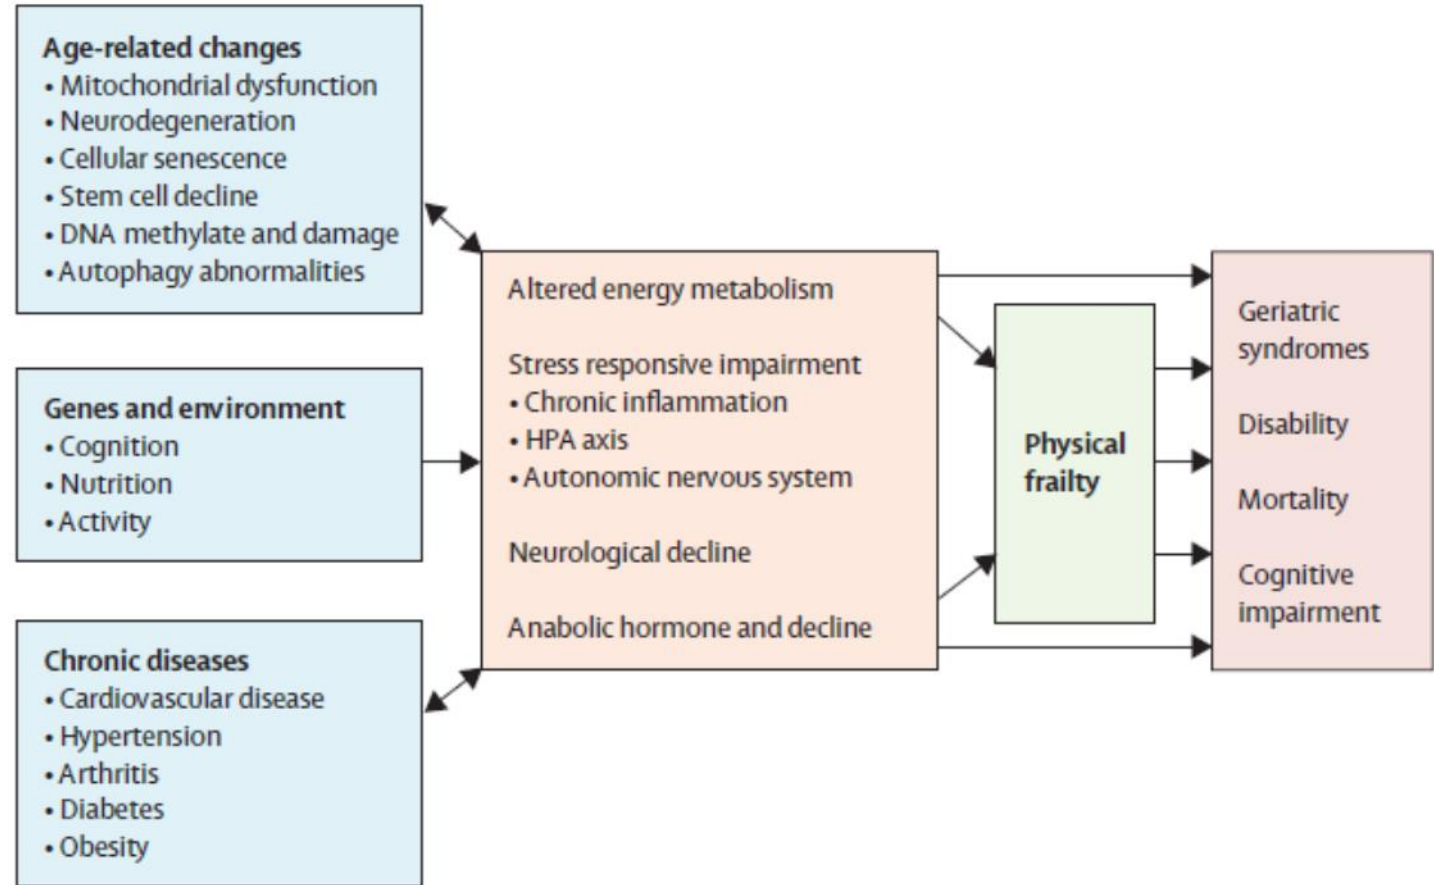 Age-related changes
• Mitochondrial dysfunction
• Neurodegeneration
• Cellular senescence
• Stem cell decline
• DNA methylate and damage
• Autophagy abnormalities
Genes and environment
• Cognition
• Nutrition
• Activity
Chronic diseases
• Cardiovascular disease
• Hypertension
• Arthritis
• Diabetes
• Obesity
Altered energy metabolism
Stress responsive impairment
• Chronic inflammation
• HPA axis
• Autonomic nervous system
Neurological decline
Anabolic hormone and decline
Physical
frailty
Geriatric
syndromes
Disability
Mortality
Cognitive
impairment